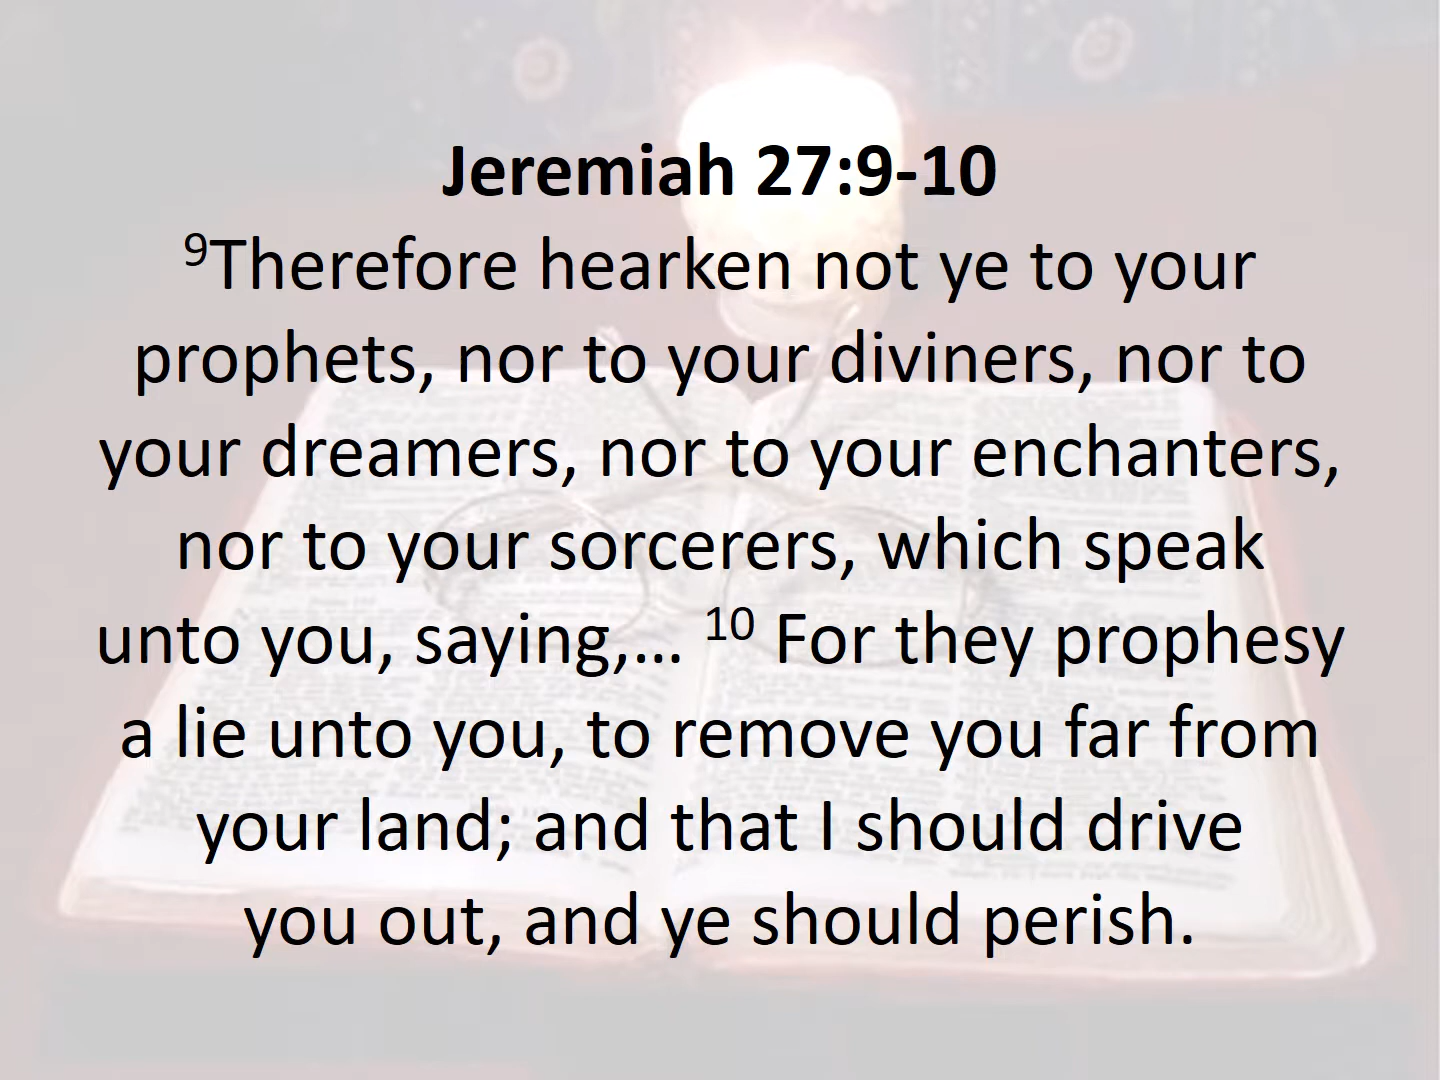 Jeremiah 27:9-10
⁹Therefore hearken not ye to your
prophets, nor to your diviners, nor to
your dreamers, nor to your enchanters,
nor to your sorcerers, which speak
unto you, saying,... ¹⁰ For they prophesy
a lie unto you, to remove you far from
your land; and that I should drive
you out, and ye should perish.